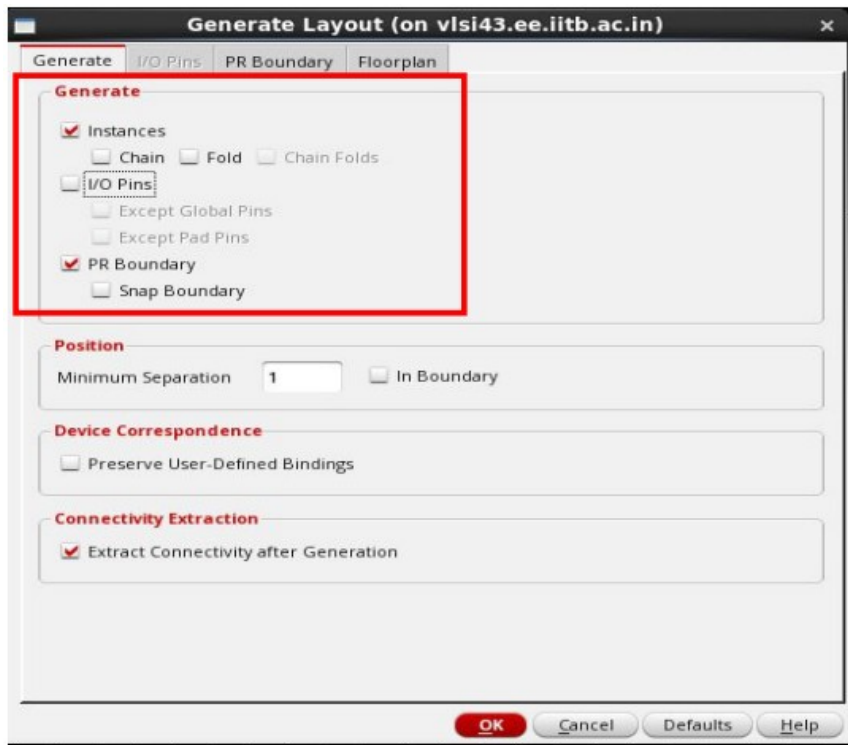 Generate Layout (on vlsi43.ee.iitb.ac.in)
Generate I/O Pins PR Boundary Floorplan
Generate
Instances
Chain Fold Chain Folds
I/O Pins
Except Global Pins
Except Pad Pins
PR Boundary
Snap Boundary
Position
Minimum Separation 1 In Boundary
Device Correspondence
Preserve User-Defined Bindings
Connectivity Extraction
Extract Connectivity after Generation
OK Cancel Defaults Help